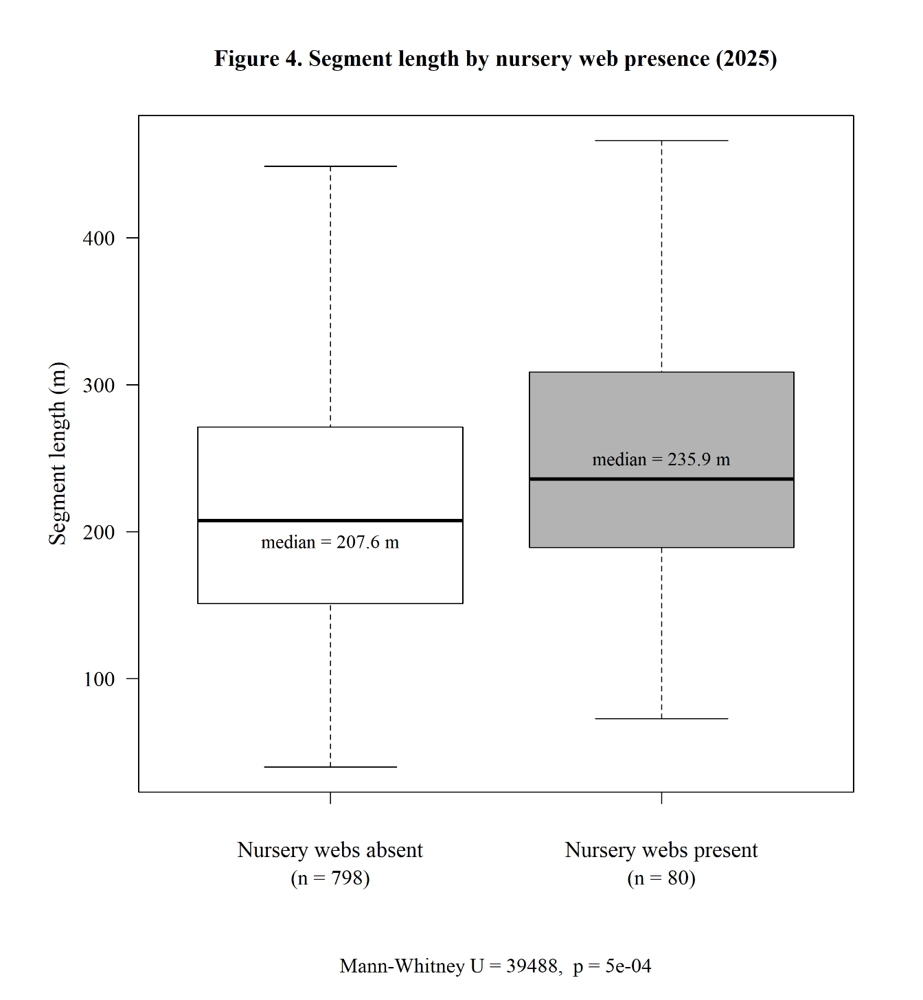 Figure 4. Segment length by nursery web presence (2025)
Segment length (m)
400
300
200
100
median = 207.6 m
median = 235.9 m
Nursery webs absent
(n = 798)
Nursery webs present
(n = 80)
Mann-Whitney U = 39488, p = 5e-04